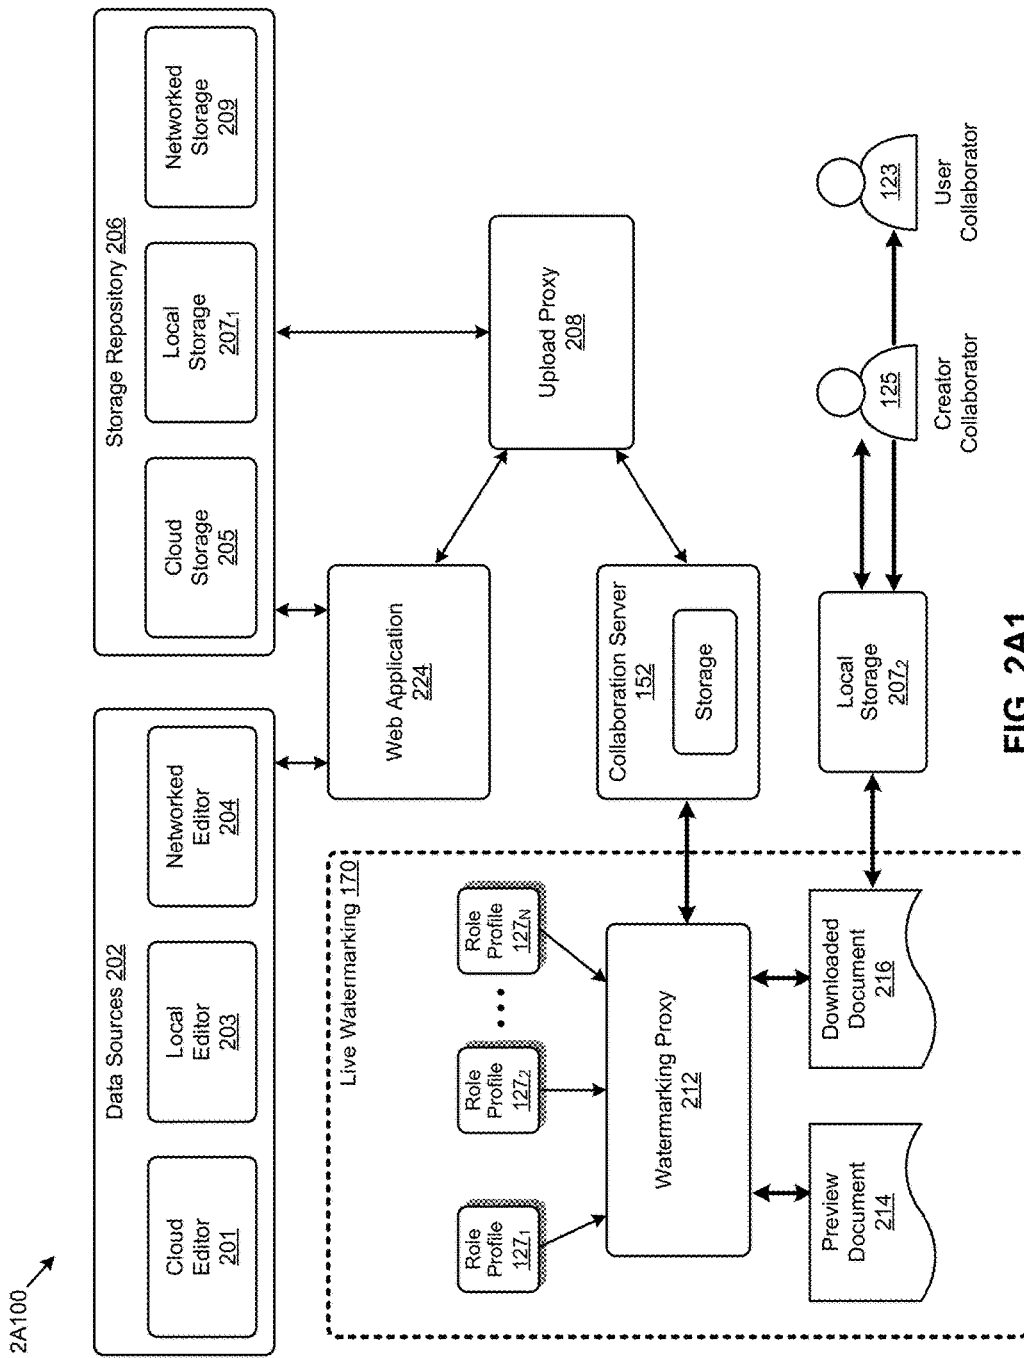 2A100
Data Sources 202
Cloud
Editor
201
Local
Editor
203
Networked
Editor
204
Storage Repository 206
Cloud
Storage
205
Local
Storage
207₁
Networked
Storage
209
Web Application
224
Upload Proxy
208
Live Watermarking 170
Role
Profile
127₁
Role
Profile
127₂
Role
Profile
127N
Watermarking Proxy
212
Collaboration Server
152
Storage
Preview
Document
214
Downloaded
Document
216
Local
Storage
207₂
125
Creator
Collaborator
123
User
Collaborator
FIG. 2A1